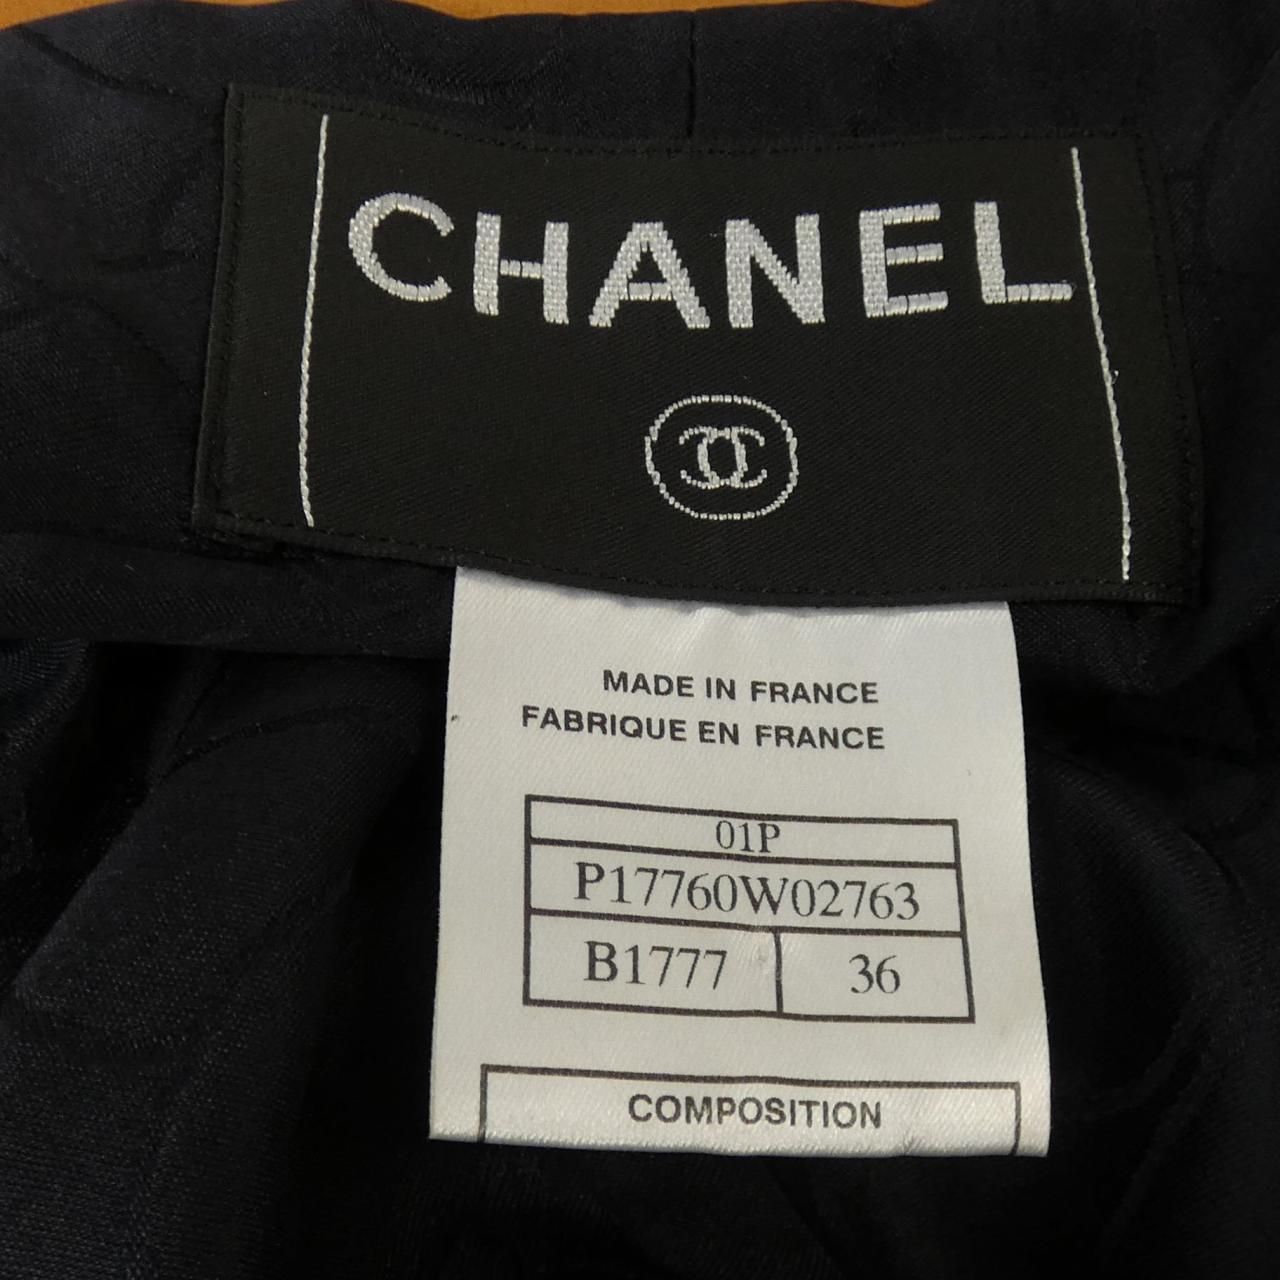 CHANEL
MADE IN FRANCE
FABRIQUE EN FRANCE
01P
P17760W02763
B1777 36
COMPOSITION